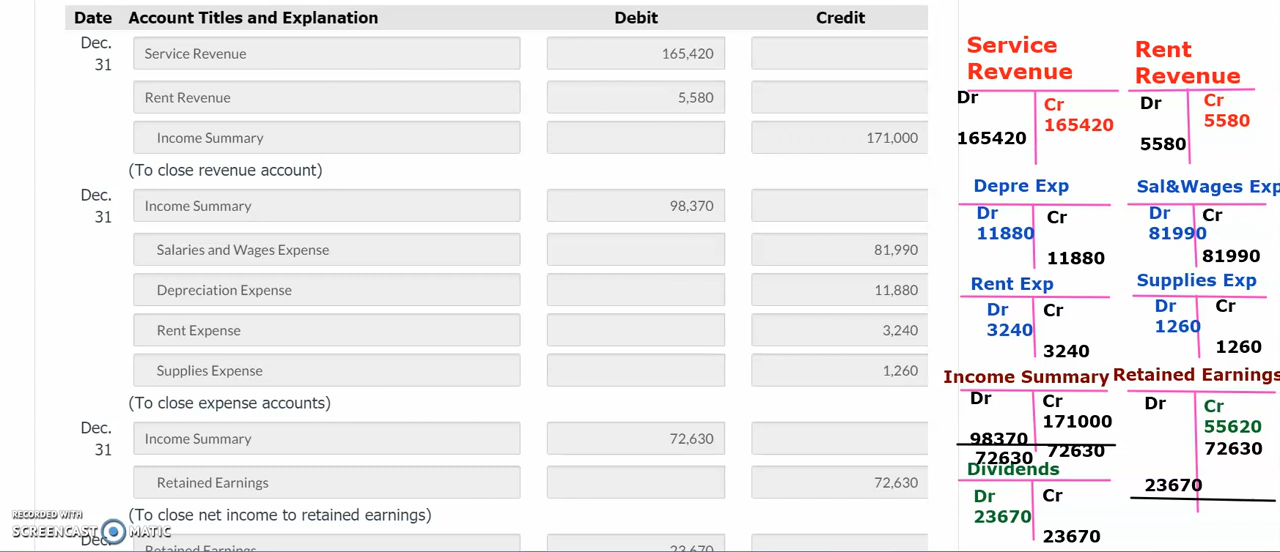 Date Account Titles and Explanation Debit Credit
Dec.
31
Service Revenue 165,420
Rent Revenue 5,580
Income Summary 171,000
(To close revenue account)
Dec.
31
Income Summary 98,370
Salaries and Wages Expense 81,990
Depreciation Expense 11,880
Rent Expense 3,240
Supplies Expense 1,260
(To close expense accounts)
Dec.
31
Income Summary 72,630
Retained Earnings 72,630
(To close net income to retained earnings)
Dec.
Retained Earnings 23,670
Service
Revenue
Dr
Cr
165420
165420
Rent
Revenue
Dr
Cr
5580
5580
Depre Exp
Dr
Cr
11880
11880
Sal&Wages Exp
Dr
Cr
81990
81990
Rent Exp
Dr
Cr
3240
3240
Supplies Exp
Dr
Cr
1260
1260
Income Summary
Dr
Cr
171000
98370
72630 72630
Retained Earnings
Dr
Cr
55620
72630
23670
Dividends
Dr
Cr
23670
23670
RECORDED WITH
SCREENCAST MATIC